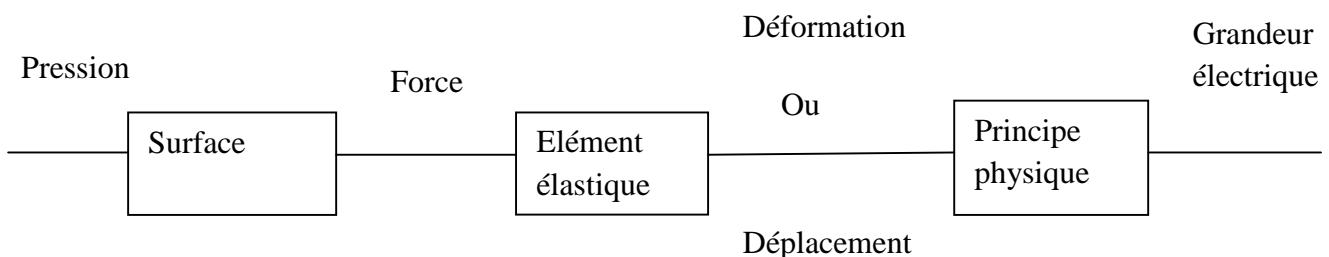 Pression
Surface
Force
Elément
élastique
Déformation
Ou
Déplacement
Principe
physique
Grandeur
électrique